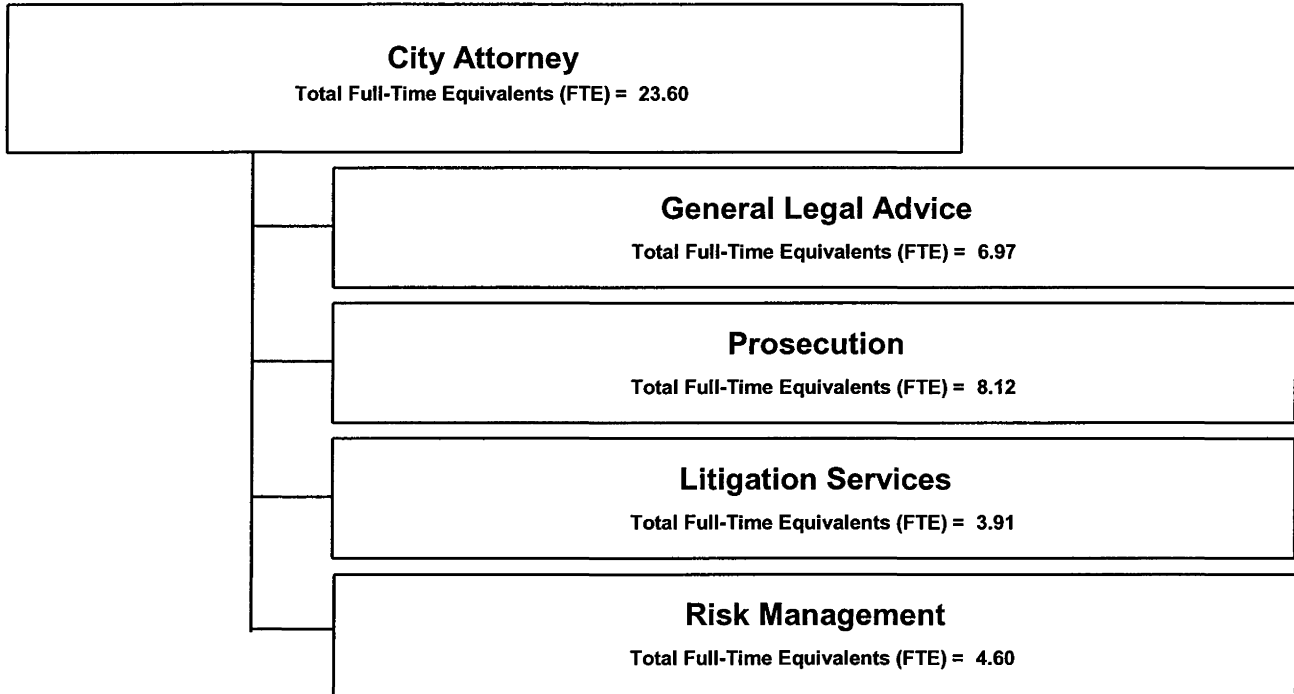 City Attorney
Total Full-Time Equivalents (FTE) = 23.60
General Legal Advice
Total Full-Time Equivalents (FTE) = 6.97
Prosecution
Total Full-Time Equivalents (FTE) = 8.12
Litigation Services
Total Full-Time Equivalents (FTE) = 3.91
Risk Management
Total Full-Time Equivalents (FTE) = 4.60